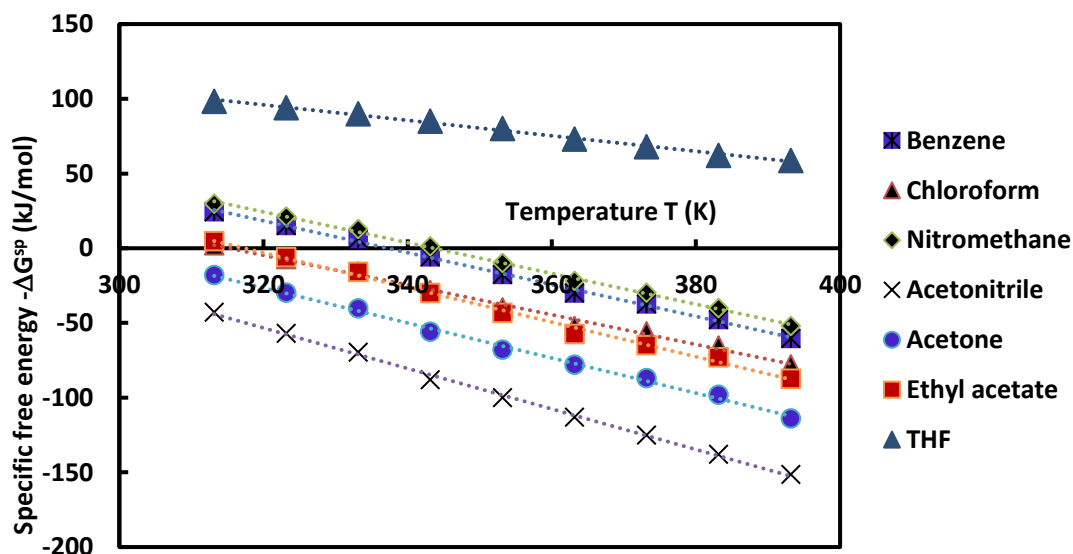 Specific free energy -ΔGˢᵖ (kJ/mol)
150
100
50
0
-50
-100
-150
-200
300
320
340
360
380
400
Temperature T (K)
Benzene
Chloroform
Nitromethane
Acetonitrile
Acetone
Ethyl acetate
THF